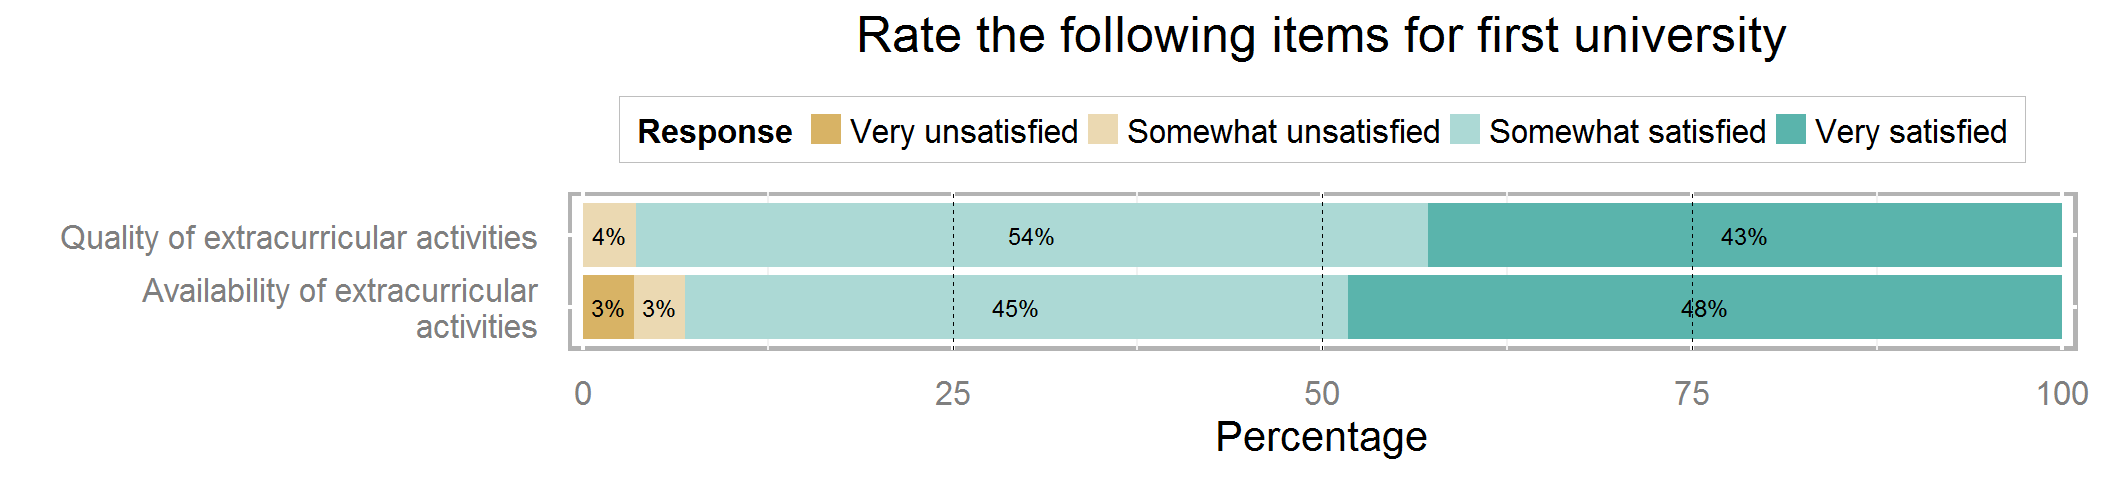 Rate the following items for first university
Response Very unsatisfied Somewhat unsatisfied Somewhat satisfied Very satisfied
Quality of extracurricular activities 4% 54% 43%
Availability of extracurricular
activities
3% 3% 45% 48%
0 25 50 75 100
Percentage